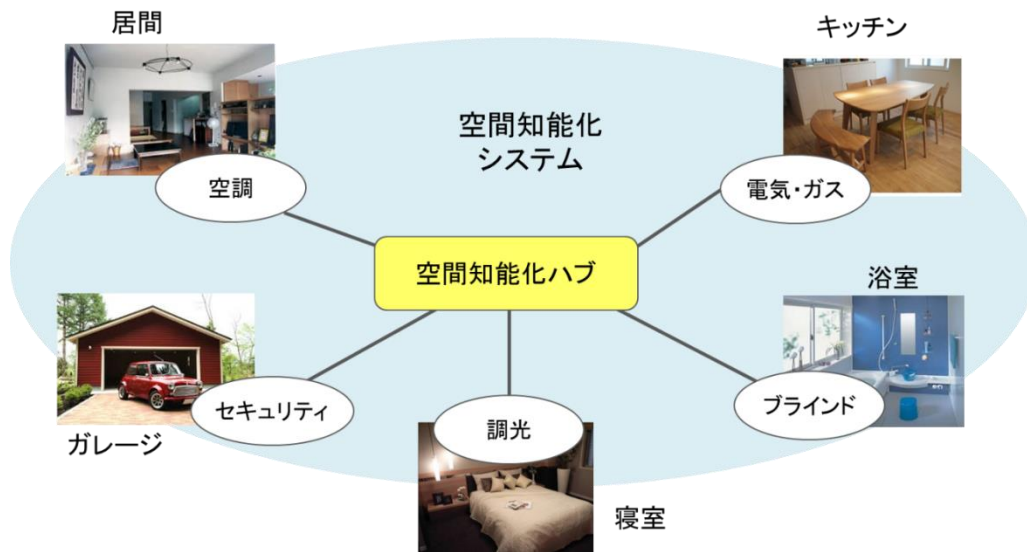 居間
キッチン
空間知能化
システム
空調
電気・ガス
空間知能化ハブ
浴室
セキュリティ
ブラインド
調光
ガレージ
寝室